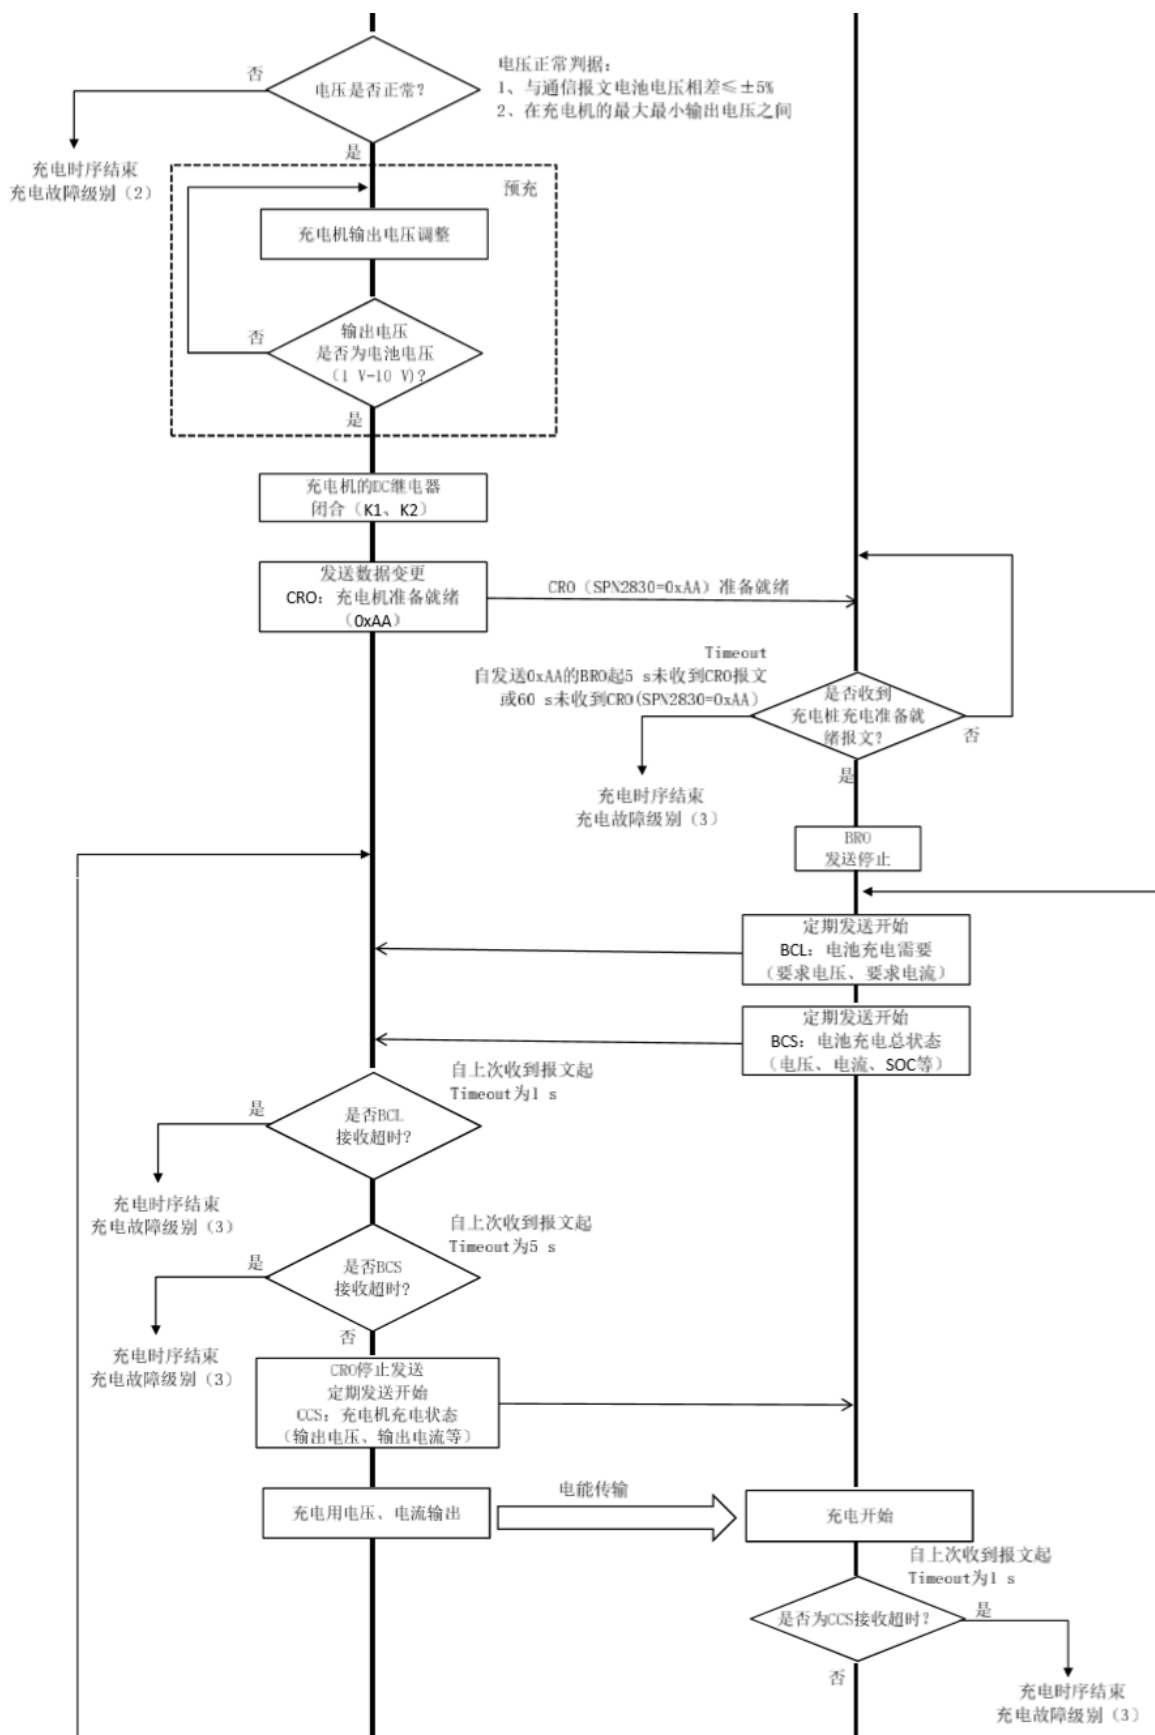 电压是否正常?
否
电压正常判据:
1、与通信报文电池电压相差≤±5%
2、在充电机的最大最小输出电压之间
充电时序结束
充电故障级别（2）
是
预充
充电机输出电压调整
否
输出电压
是否为电池电压
(1 V-10 V)?
是
充电机的DC继电器
闭合（K1、K2）
发送数据变更
CRO：充电机准备就绪
（0xAA）
CRO（SPN2830=0xAA）准备就绪
Timeout
自发送0xAA的BRO起5 s未收到CRO报文
或60 s未收到CRO(SPN2830=0xAA)
是否收到
充电桩充电准备就
绪报文?
否
是
充电时序结束
充电故障级别（3）
BRO
发送停止
定期发送开始
BCL：电池充电需要
（要求电压、要求电流）
定期发送开始
BCS：电池充电总状态
（电压、电流、SOC等）
自上次收到报文起
Timeout为1 s
是
是否BCL
接收超时?
充电时序结束
充电故障级别（3）
自上次收到报文起
Timeout为5 s
是
是否BCS
接收超时?
否
充电时序结束
充电故障级别（3）
CRO停止发送
定期发送开始
CCS：充电机充电状态
（输出电压、输出电流等）
充电用电压、电流输出
电能传输
充电开始
自上次收到报文起
Timeout为1 s
是否为CCS接收超时?
是
否
充电时序结束
充电故障级别（3）